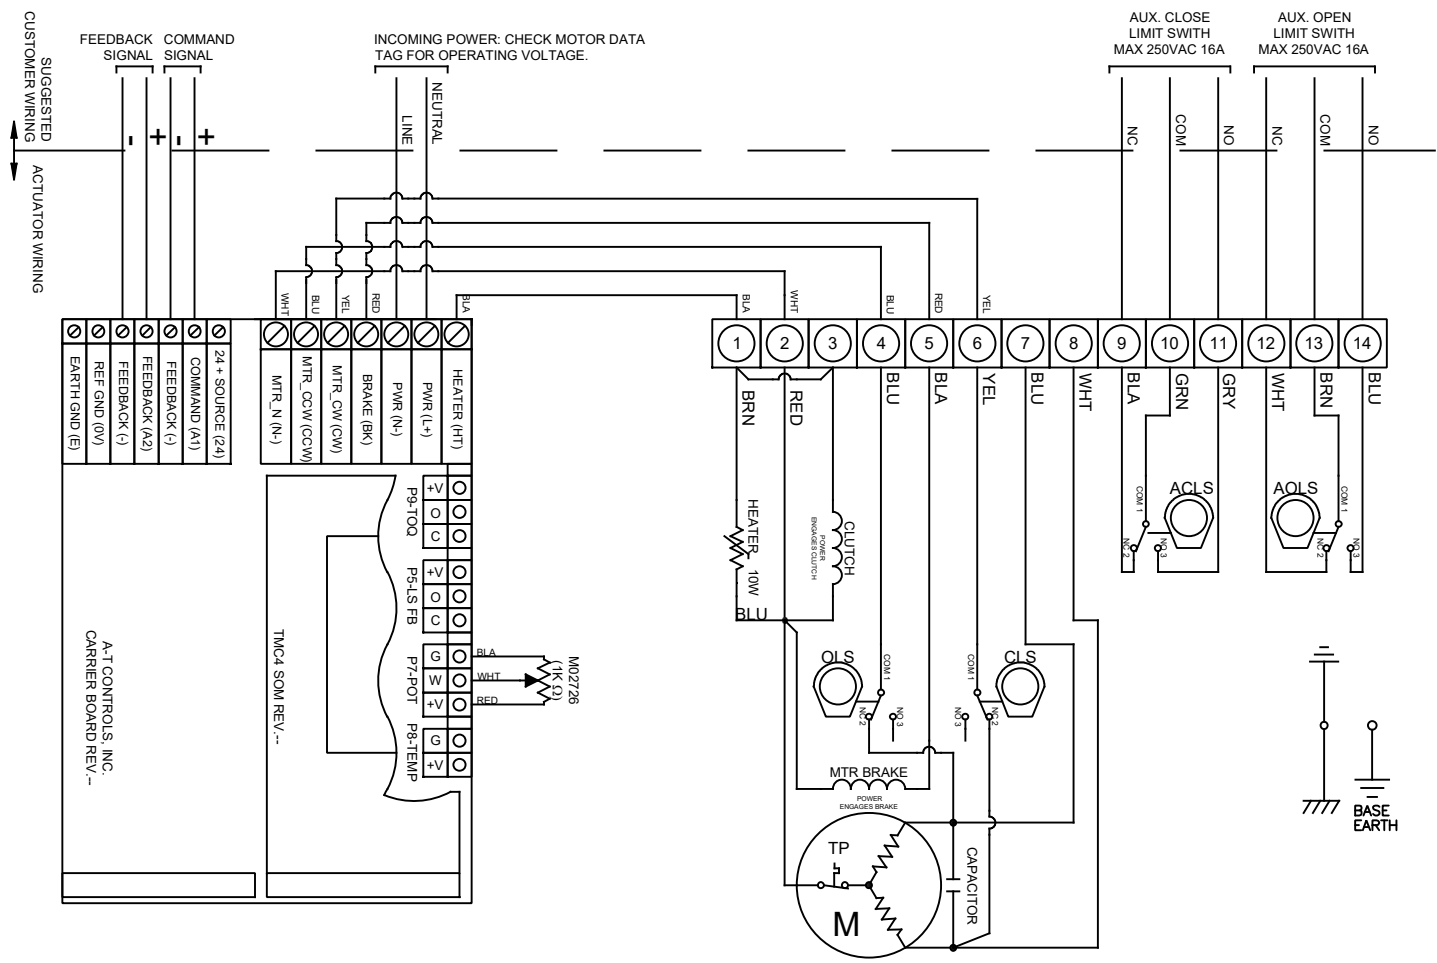 FEEDBACK
SIGNAL
COMMAND
SIGNAL
INCOMING POWER: CHECK MOTOR DATA
TAG FOR OPERATING VOLTAGE.
AUX. CLOSE
LIMIT SWITH
MAX 250VAC 16A
AUX. OPEN
LIMIT SWITH
MAX 250VAC 16A
SUGGESTED
CUSTOMER WIRING
ACTUATOR WIRING
- + - +
LINE
NEUTRAL
NC
COM
NO
NC
COM
NO
WHT
BLU
YEL
RED
BLA
BLA
WHT
BLU
RED
YEL
EARTH GND (E)
REF GND (0V)
FEEDBACK (-)
FEEDBACK (A2)
FEEDBACK (-)
COMMAND (A1)
24 + SOURCE (24)
MTR_N (N-)
MTR_CCW (CCW)
MTR_CW (CW)
BRAKE (BK)
PWR (N-)
PWR (L+)
HEATER (HT)
1 2 3 4 5 6 7 8 9 10 11 12 13 14
BRN
RED
BLU
BLA
YEL
BLU
WHT
BLA
GRN
GRY
WHT
BRN
BLU
P9-TOQ
+V
O
C
P5-LS FB
+V
O
C
P7-POT
G
W
+V
BLA
WHT
RED
M02726
(1K Ω)
P8-TEMP
G
+V
A-T CONTROLS, INC.
CARRIER BOARD REV.--
TMC4 SOM REV.--
HEATER 10W
BLU
CLUTCH
POWER
ENGAGES CLUTCH
ACLS
COM 1
NC 2
NO 3
AOLS
COM 1
NC 2
NO 3
OLS
COM 1
NC 2
NO 3
CLS
COM 1
NO 3
NC 2
MTR BRAKE
POWER
ENGAGES BRAKE
TP
M
CAPACITOR
BASE
EARTH